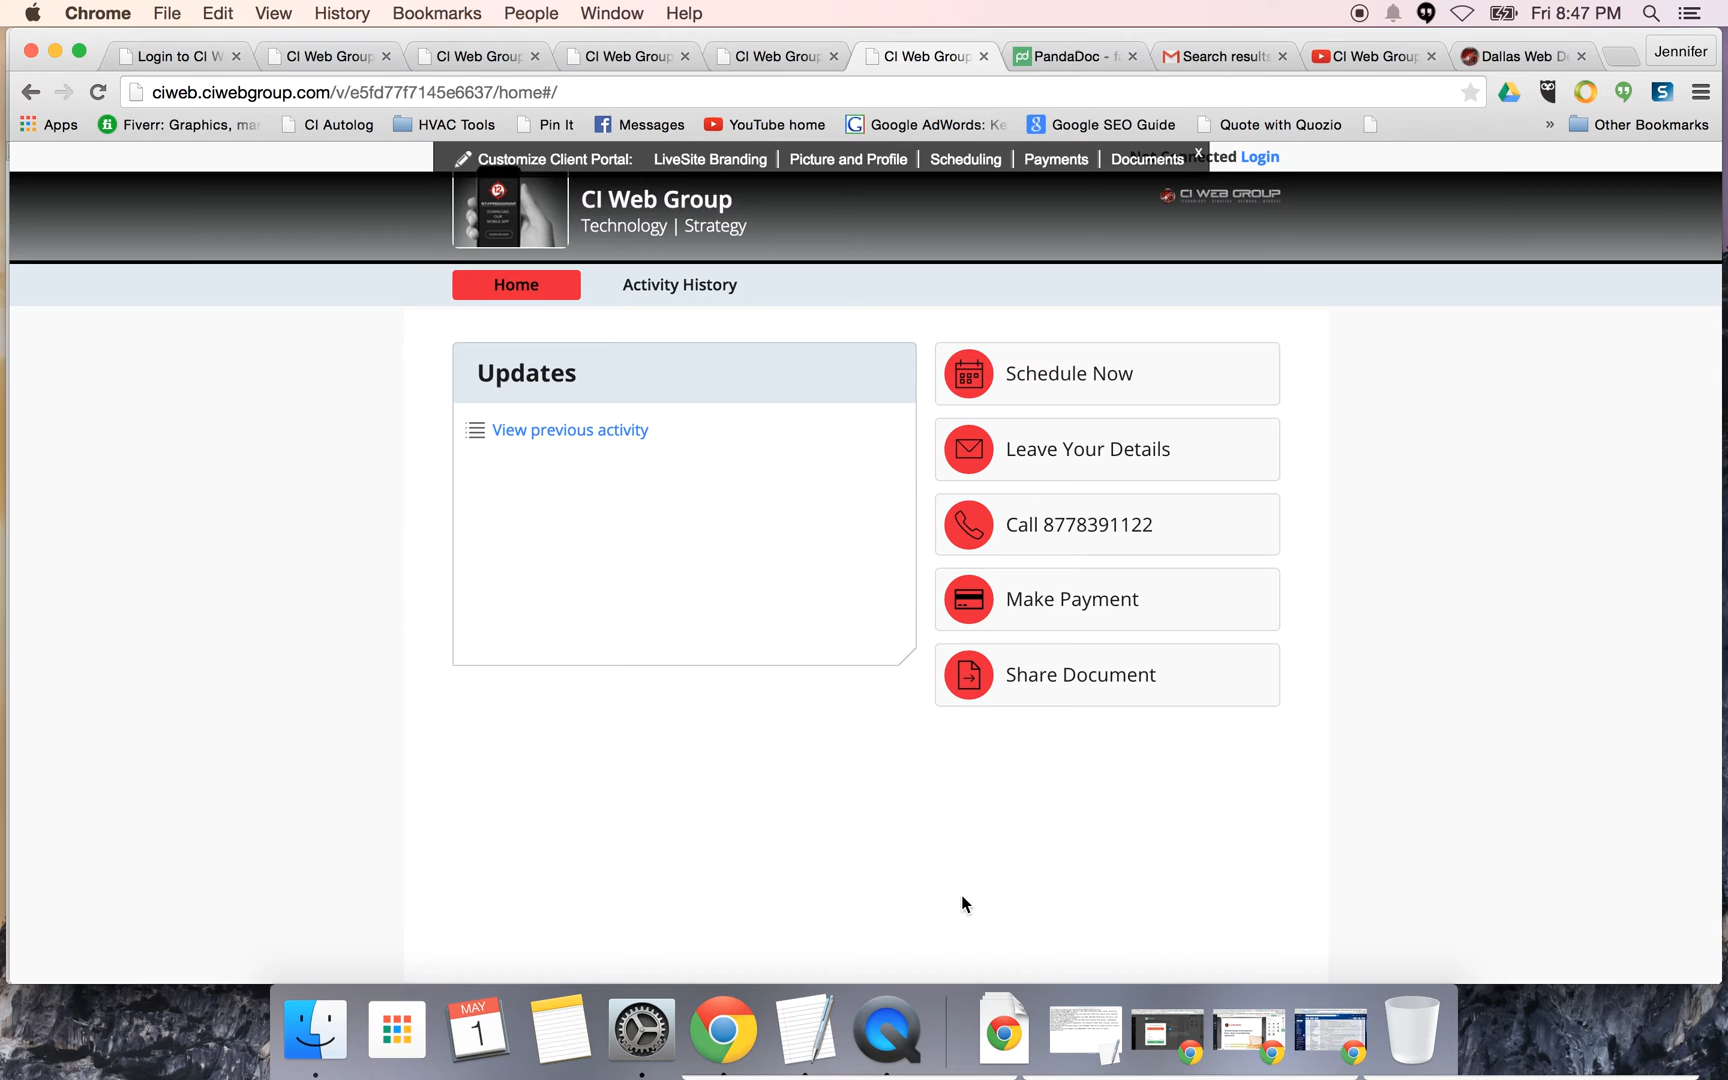 Chrome File Edit View History Bookmarks People Window Help Fri 8:47 PM
Login to CI W CI Web Group CI Web Group CI Web Group CI Web Group CI Web Group PandaDoc - f Search results CI Web Group Dallas Web D Jennifer
ciweb.ciwebgroup.com/v/e5fd77f7145e6637/home#/
Apps Fiverr: Graphics, mar CI Autolog HVAC Tools Pin It Messages YouTube home Google AdWords: Ke Google SEO Guide Quote with Quozio » Other Bookmarks
Customize Client Portal: LiveSite Branding | Picture and Profile | Scheduling | Payments | Documents X Login
CI Web Group
Technology | Strategy
CI WEB GROUP
Home Activity History
Updates
View previous activity
Schedule Now
Leave Your Details
Call 8778391122
Make Payment
Share Document
MAY
1